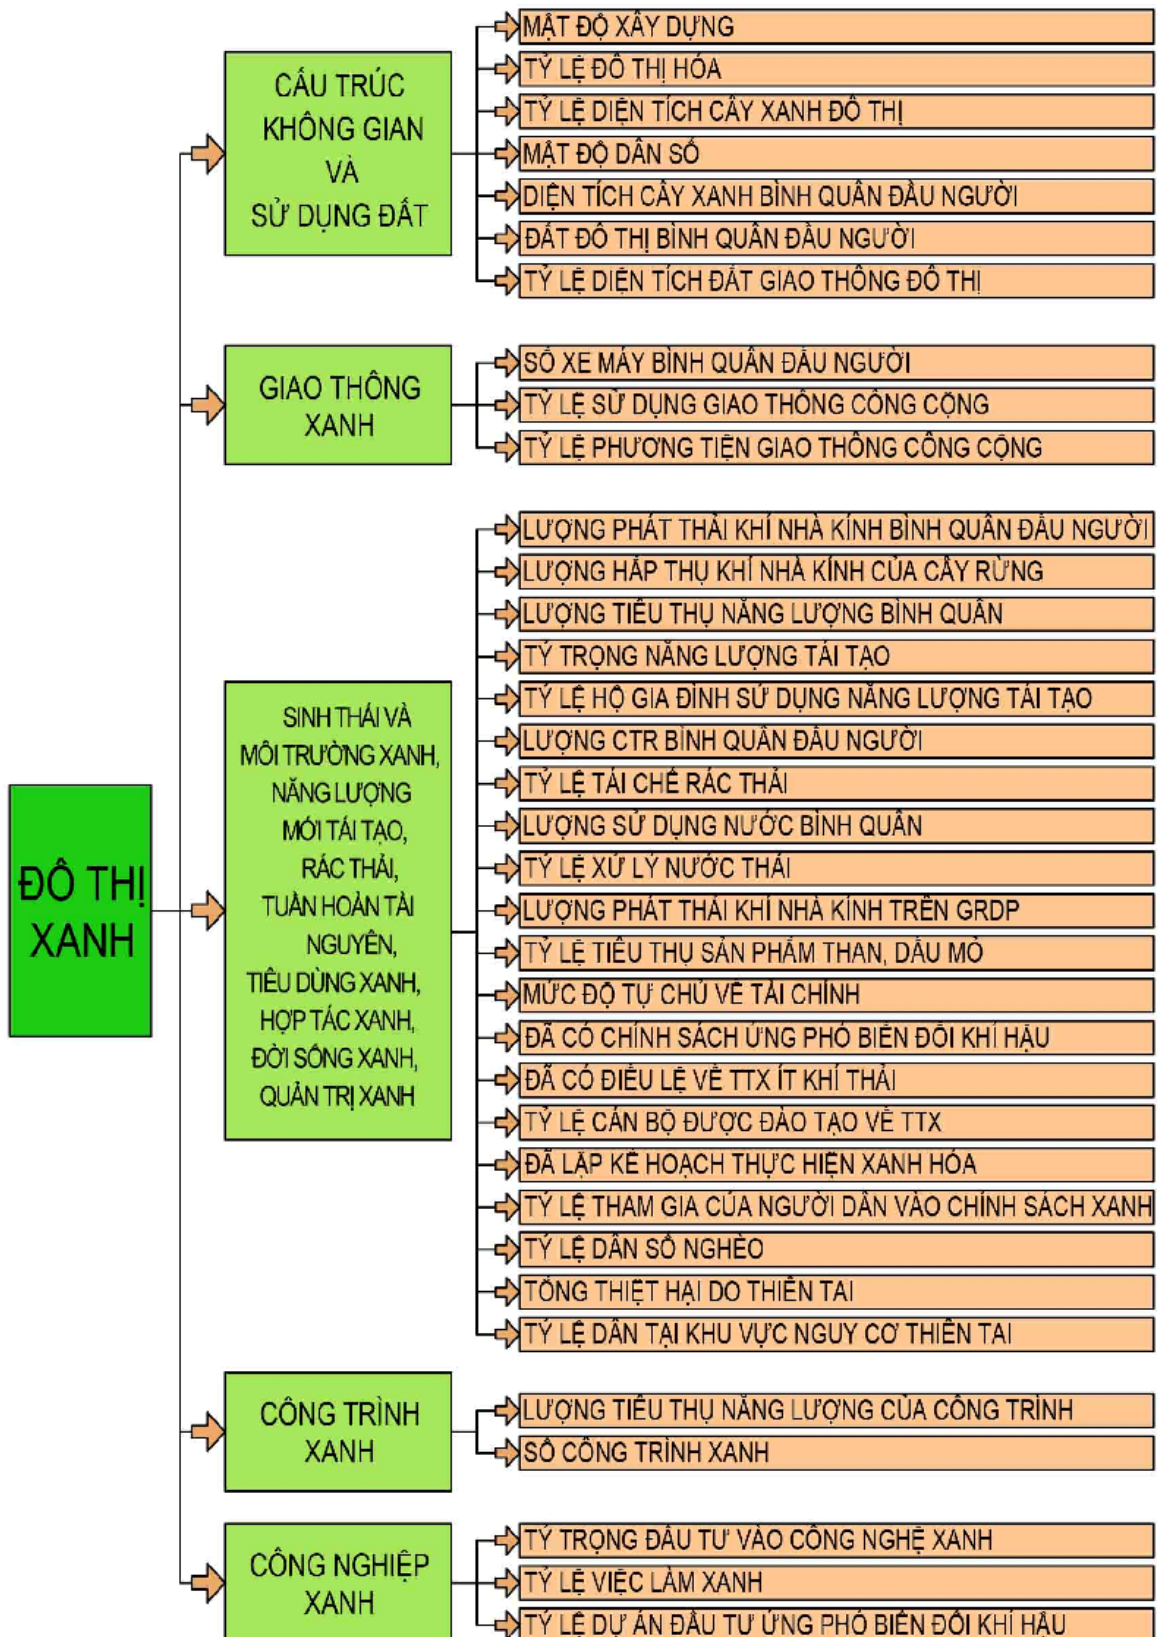 ĐÔ THỊ
XANH
CẤU TRÚC
KHÔNG GIAN
VÀ
SỬ DỤNG ĐẤT
MẬT ĐỘ XÂY DỰNG
TỶ LỆ ĐÔ THỊ HÓA
TỶ LỆ DIỆN TÍCH CÂY XANH ĐÔ THỊ
MẬT ĐỘ DÂN SỐ
DIỆN TÍCH CÂY XANH BÌNH QUÂN ĐẦU NGƯỜI
ĐẤT ĐÔ THỊ BÌNH QUÂN ĐẦU NGƯỜI
TỶ LỆ DIỆN TÍCH ĐẤT GIAO THÔNG ĐÔ THỊ
GIAO THÔNG
XANH
SỐ XE MÁY BÌNH QUÂN ĐẦU NGƯỜI
TỶ LỆ SỬ DỤNG GIAO THÔNG CÔNG CỘNG
TỶ LỆ PHƯƠNG TIỆN GIAO THÔNG CÔNG CỘNG
SINH THÁI VÀ
MÔI TRƯỜNG XANH,
NĂNG LƯỢNG
MỚI TÁI TẠO,
RÁC THẢI,
TUẦN HOÀN TÀI
NGUYÊN,
TIÊU DÙNG XANH,
HỢP TÁC XANH,
ĐỜI SỐNG XANH,
QUẢN TRỊ XANH
LƯỢNG PHÁT THẢI KHÍ NHÀ KÍNH BÌNH QUÂN ĐẦU NGƯỜI
LƯỢNG HẤP THỤ KHÍ NHÀ KÍNH CỦA CÂY RỪNG
LƯỢNG TIÊU THỤ NĂNG LƯỢNG BÌNH QUÂN
TỶ TRỌNG NĂNG LƯỢNG TÁI TẠO
TỶ LỆ HỘ GIA ĐÌNH SỬ DỤNG NĂNG LƯỢNG TÁI TẠO
LƯỢNG CTR BÌNH QUÂN ĐẦU NGƯỜI
TỶ LỆ TÁI CHẾ RÁC THẢI
LƯỢNG SỬ DỤNG NƯỚC BÌNH QUÂN
TỶ LỆ XỬ LÝ NƯỚC THẢI
LƯỢNG PHÁT THẢI KHÍ NHÀ KÍNH TRÊN GRDP
TỶ LỆ TIÊU THỤ SẢN PHẨM THAN, DẦU MỎ
MỨC ĐỘ TỰ CHỦ VỀ TÀI CHÍNH
ĐÃ CÓ CHÍNH SÁCH ỨNG PHÓ BIẾN ĐỔI KHÍ HẬU
ĐÃ CÓ ĐIỀU LỆ VỀ TTX ÍT KHÍ THẢI
TỶ LỆ CÁN BỘ ĐƯỢC ĐÀO TẠO VỀ TTX
ĐÃ LẬP KẾ HOẠCH THỰC HIỆN XANH HÓA
TỶ LỆ THAM GIA CỦA NGƯỜI DÂN VÀO CHÍNH SÁCH XANH
TỶ LỆ DÂN SỐ NGHÈO
TỔNG THIỆT HẠI DO THIÊN TAI
TỶ LỆ DÂN TẠI KHU VỰC NGUY CƠ THIÊN TAI
CÔNG TRÌNH
XANH
LƯỢNG TIÊU THỤ NĂNG LƯỢNG CỦA CÔNG TRÌNH
SỐ CÔNG TRÌNH XANH
CÔNG NGHIỆP
XANH
TỶ TRỌNG ĐẦU TƯ VÀO CÔNG NGHỆ XANH
TỶ LỆ VIỆC LÀM XANH
TỶ LỆ DỰ ÁN ĐẦU TƯ ỨNG PHÓ BIẾN ĐỔI KHÍ HẬU